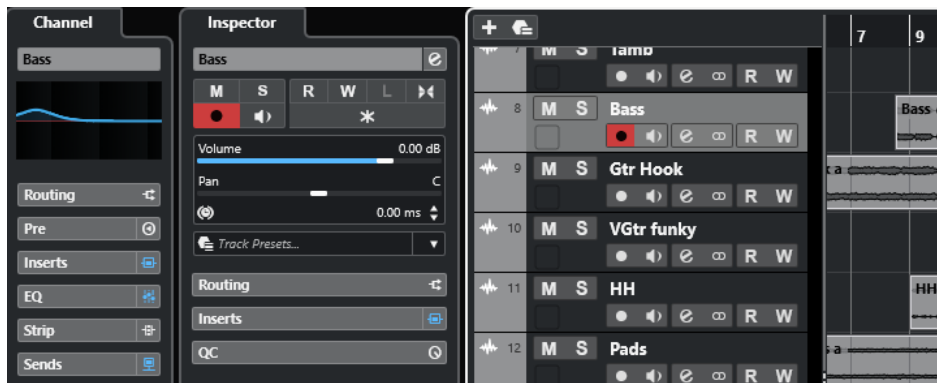 Channel
Bass
Routing
Pre
Inserts
EQ
Strip
Sends
Inspector
Bass
M S R W L
Volume 0.00 dB
Pan C
0.00 ms
Track Presets...
Routing
Inserts
QC
7 9
7 M S Tamb
R W
8 M S Bass
R W
9 M S Gtr Hook
R W
10 M S VGtr funky
R W
11 M S HH
R W
12 M S Pads
R W
Bass
a
HH
a